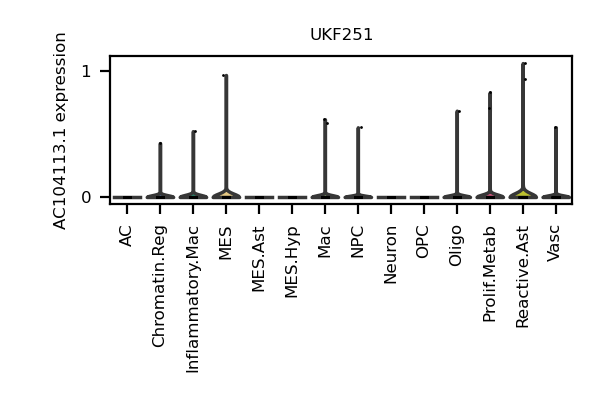 UKF251
AC104113.1 expression
1
0
AC
Chromatin.Reg
Inflammatory.Mac
MES
MES.Ast
MES.Hyp
Mac
NPC
Neuron
OPC
Oligo
Prolif.Metab
Reactive.Ast
Vasc